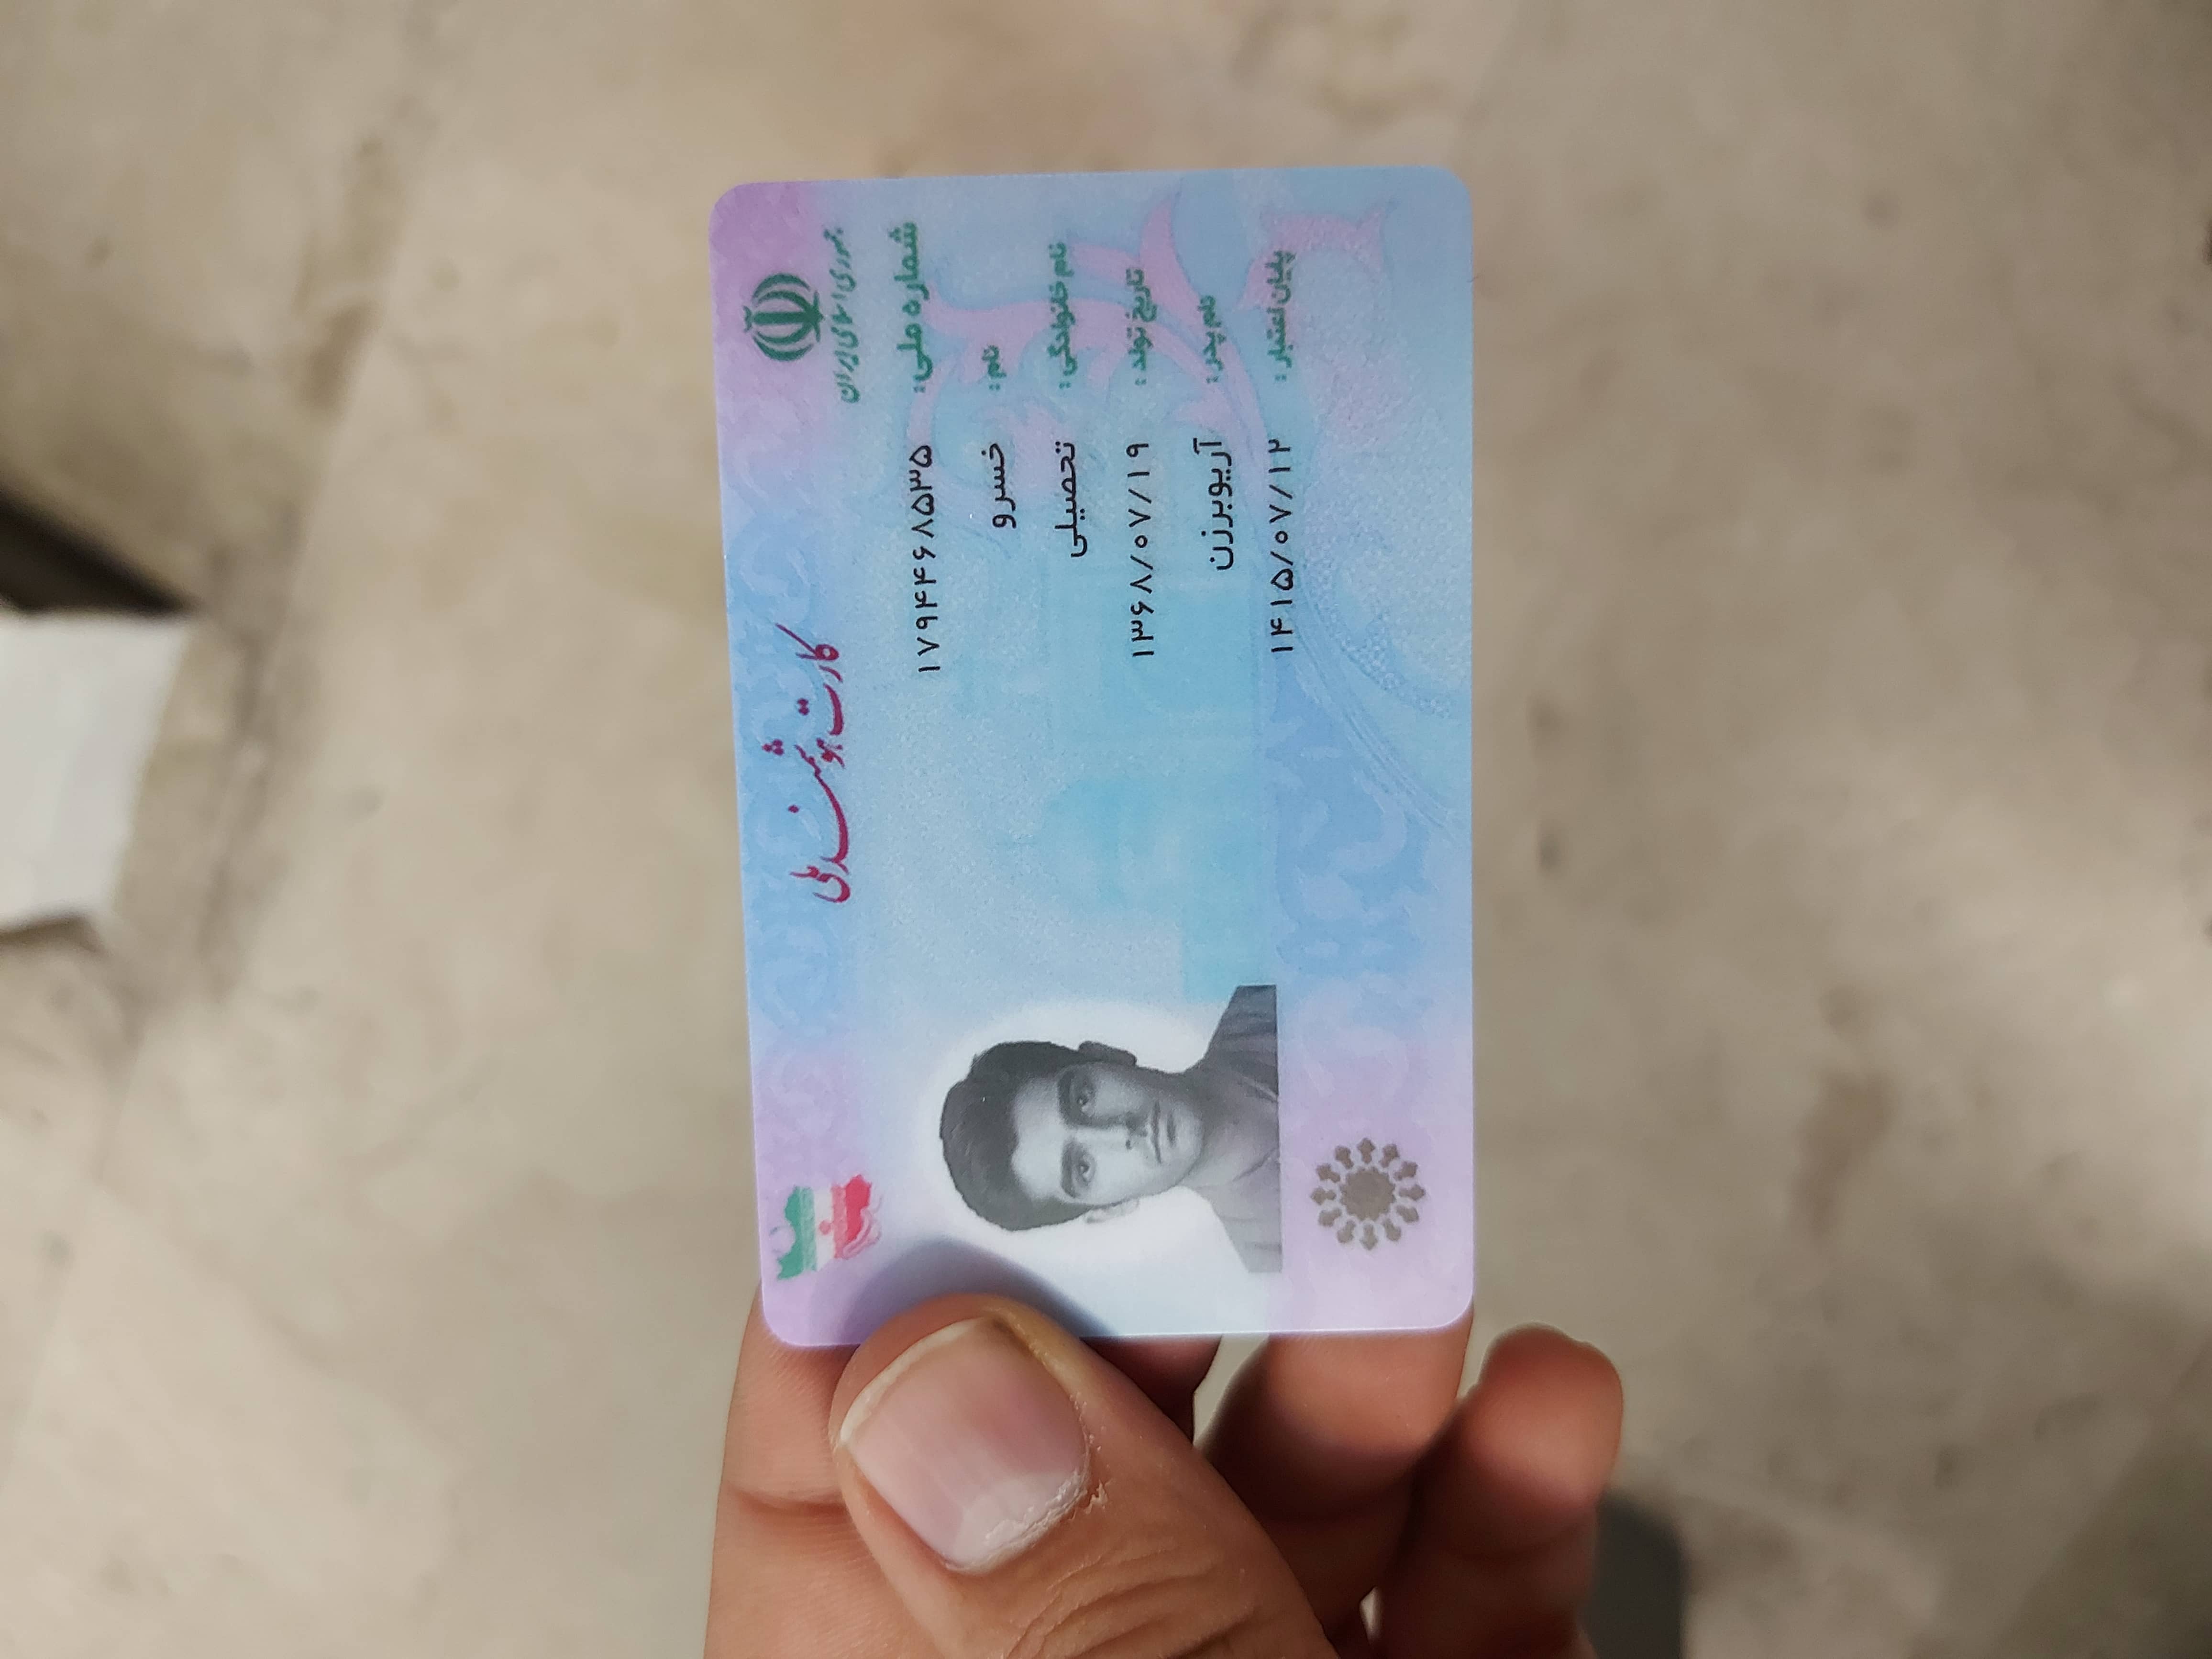 جمهوری اسلامی ایران
کارت هوشمند ملی
شماره ملی: ۱۷۹۴۴۶۸۵۳۵
نام: خسرو
نام خانوادگی: تحصیلی
تاریخ تولد: ۱۳۶۸/۰۷/۱۹
نام پدر: آریوبرزن
پایان اعتبار: ۱۴۱۵/۰۷/۱۲